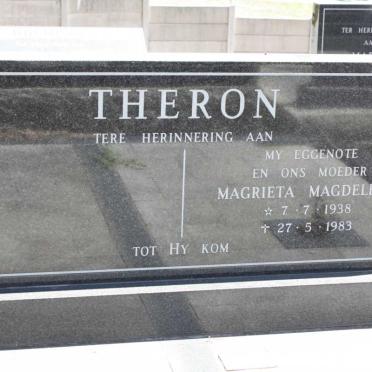 THERON
TERE HERINNERING AAN
MY EGGENOTE
EN ONS MOEDER
MAGRIETA
☆ 7 · 7 · 1938
✝ 27 · 5 · 1983
TOT HY KOM
TERE